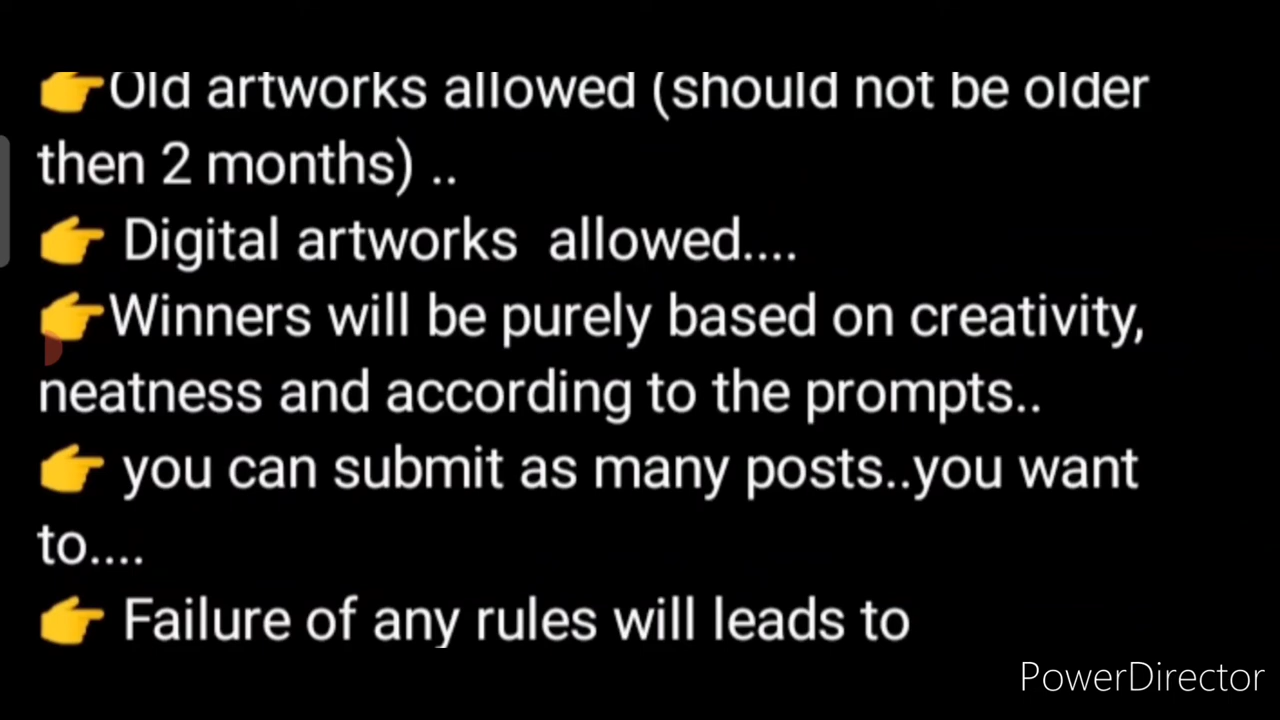 👉Old artworks allowed (should not be older
then 2 months) ..
👉 Digital artworks  allowed....
👉Winners will be purely based on creativity,
neatness and according to the prompts..
👉 you can submit as many posts..you want
to....
👉 Failure of any rules will leads to
PowerDirector